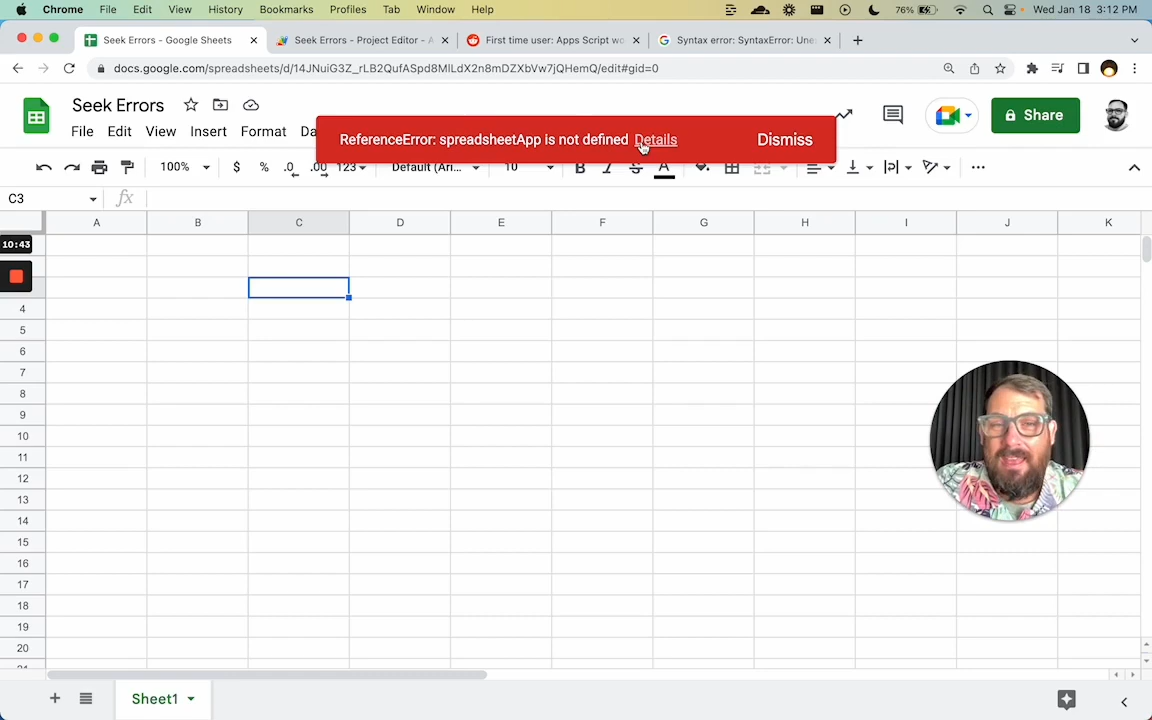 Chrome File Edit View History Bookmarks Profiles Tab Window Help 76% Wed Jan 18 3:12 PM
Seek Errors - Google Sheets Seek Errors - Project Editor - A First time user: Apps Script wo Syntax error: SyntaxError: Une
docs.google.com/spreadsheets/d/14JNuiG3Z_rLB2QufASpd8MlLdX2n8mDZXbVw7jQHemQ/edit#gid=0
Seek Errors
Share
File Edit View Insert Format Da
ReferenceError: spreadsheetApp is not defined Details Dismiss
100% $ % .0 .00 123 Default (Ari... 10 B I S A
C3 fx
A B C D E F G H I J K
10:43
4
5
6
7
8
9
10
11
12
13
14
15
16
17
18
19
20
Sheet1